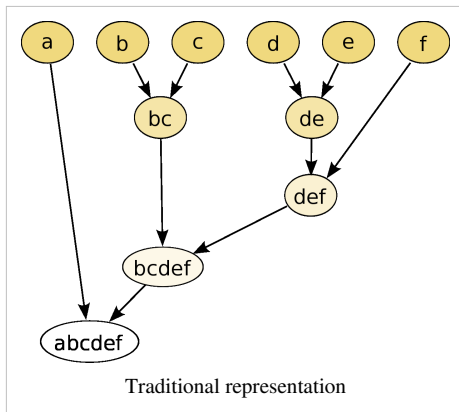 a b c d e f
bc de
def
bcdef
abcdef
Traditional representation